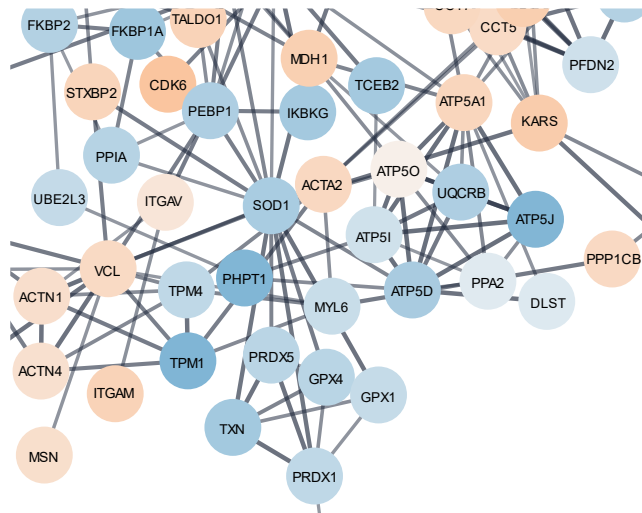 FKBP2
FKBP1A
TALDO1
CCT5
MDH1
PFDN2
TCEB2
CDK6
STXBP2
ATP5A1
PEBP1
IKBKG
KARS
PPIA
ATP5O
ACTA2
UQCRB
UBE2L3
ITGAV
SOD1
ATP5J
ATP5I
PPP1CB
VCL
PHPT1
PPA2
TPM4
ATP5D
ACTN1
DLST
MYL6
PRDX5
TPM1
ACTN4
GPX4
ITGAM
GPX1
TXN
MSN
PRDX1